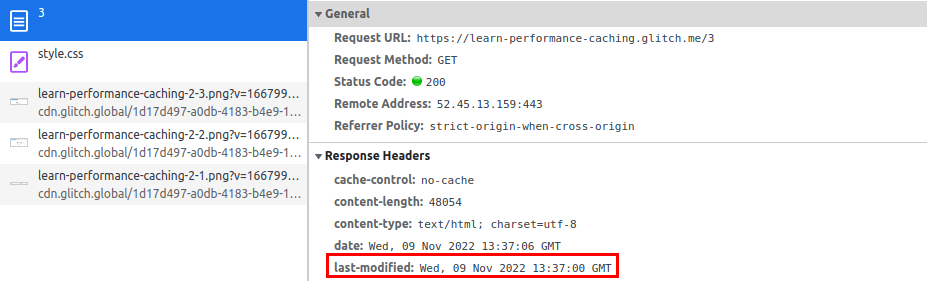 3
style.css
learn-performance-caching-2-3.png?v=166799…
cdn.glitch.global/1d17d497-a0db-4183-b4e9-1…
learn-performance-caching-2-2.png?v=166799…
cdn.glitch.global/1d17d497-a0db-4183-b4e9-1…
learn-performance-caching-2-1.png?v=166799…
cdn.glitch.global/1d17d497-a0db-4183-b4e9-1…
General
Request URL: https://learn-performance-caching.glitch.me/3
Request Method: GET
Status Code: 200
Remote Address: 52.45.13.159:443
Referrer Policy: strict-origin-when-cross-origin
Response Headers
cache-control: no-cache
content-length: 48054
content-type: text/html; charset=utf-8
date: Wed, 09 Nov 2022 13:37:06 GMT
last-modified: Wed, 09 Nov 2022 13:37:00 GMT